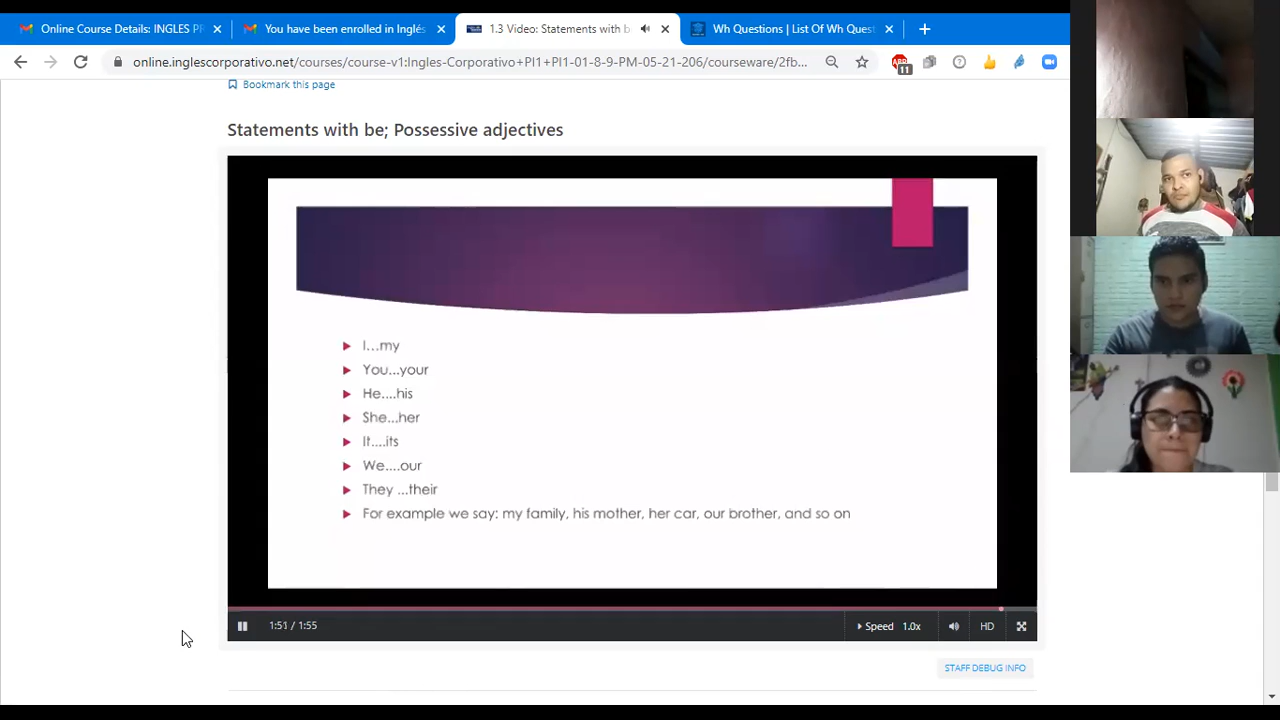 Online Course Details: INGLES PR
You have been enrolled in Inglés
1.3 Video: Statements with b
Wh Questions | List Of Wh Quest
online.inglescorporativo.net/courses/course-v1:Ingles-Corporativo+PI1+PI1-01-8-9-PM-05-21-206/courseware/2fb...
11
Bookmark this page
Statements with be; Possessive adjectives
I...my
You...your
He....his
She...her
It....its
We....our
They ...their
For example we say: my family, his mother, her car, our brother, and so on
1:51 / 1:55
Speed 1.0x
HD
STAFF DEBUG INFO